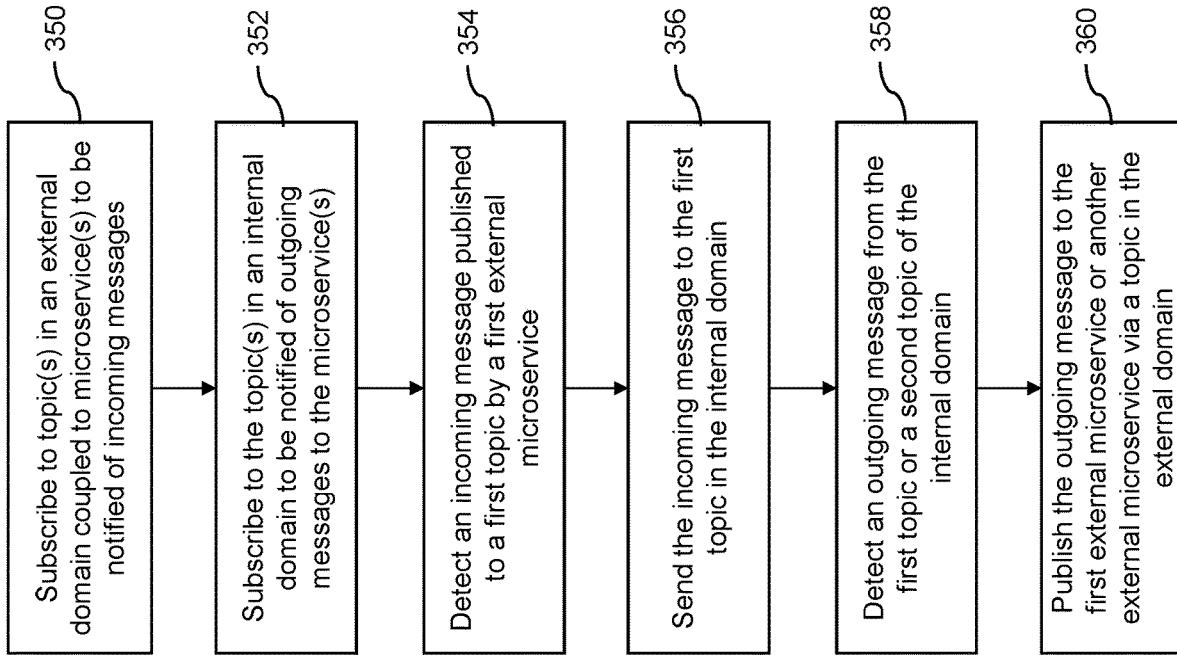 Subscribe to topic(s) in an external
domain coupled to microservice(s) to be
notified of incoming messages
350
Subscribe to the topic(s) in an internal
domain to be notified of outgoing
messages to the microservice(s)
352
Detect an incoming message published
to a first topic by a first external
microservice
354
Send the incoming message to the first
topic in the internal domain
356
Detect an outgoing message from the
first topic or a second topic of the
internal domain
358
Publish the outgoing message to the
first external microservice or another
external microservice via a topic in the
external domain
360